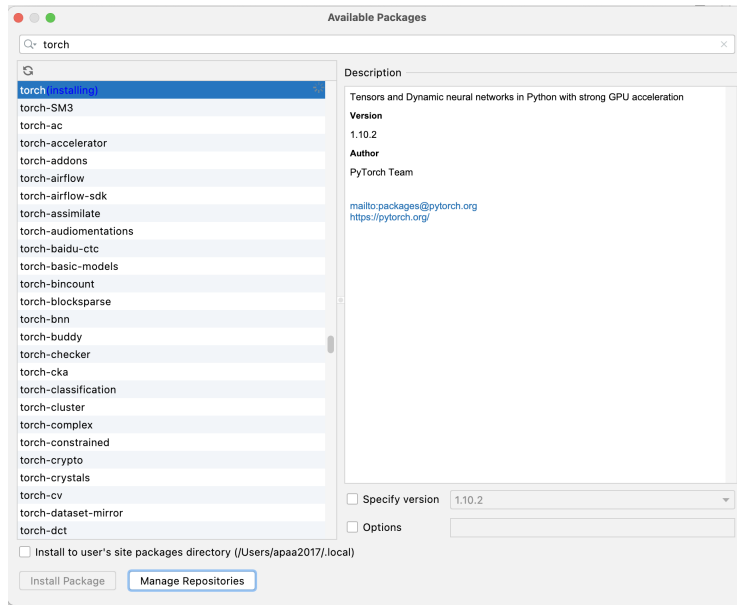 Available Packages
torch
torch (installing)
torch-SM3
torch-ac
torch-accelerator
torch-addons
torch-airflow
torch-airflow-sdk
torch-assimilate
torch-audiomentations
torch-baidu-ctc
torch-basic-models
torch-bincount
torch-blocksparse
torch-bnn
torch-buddy
torch-checker
torch-cka
torch-classification
torch-cluster
torch-complex
torch-constrained
torch-crypto
torch-crystals
torch-cv
torch-dataset-mirror
torch-dct
Description
Tensors and Dynamic neural networks in Python with strong GPU acceleration
Version
1.10.2
Author
PyTorch Team
mailto:packages@pytorch.org
https://pytorch.org/
Specify version 1.10.2
Options
Install to user's site packages directory (/Users/apaa2017/.local)
Install Package Manage Repositories